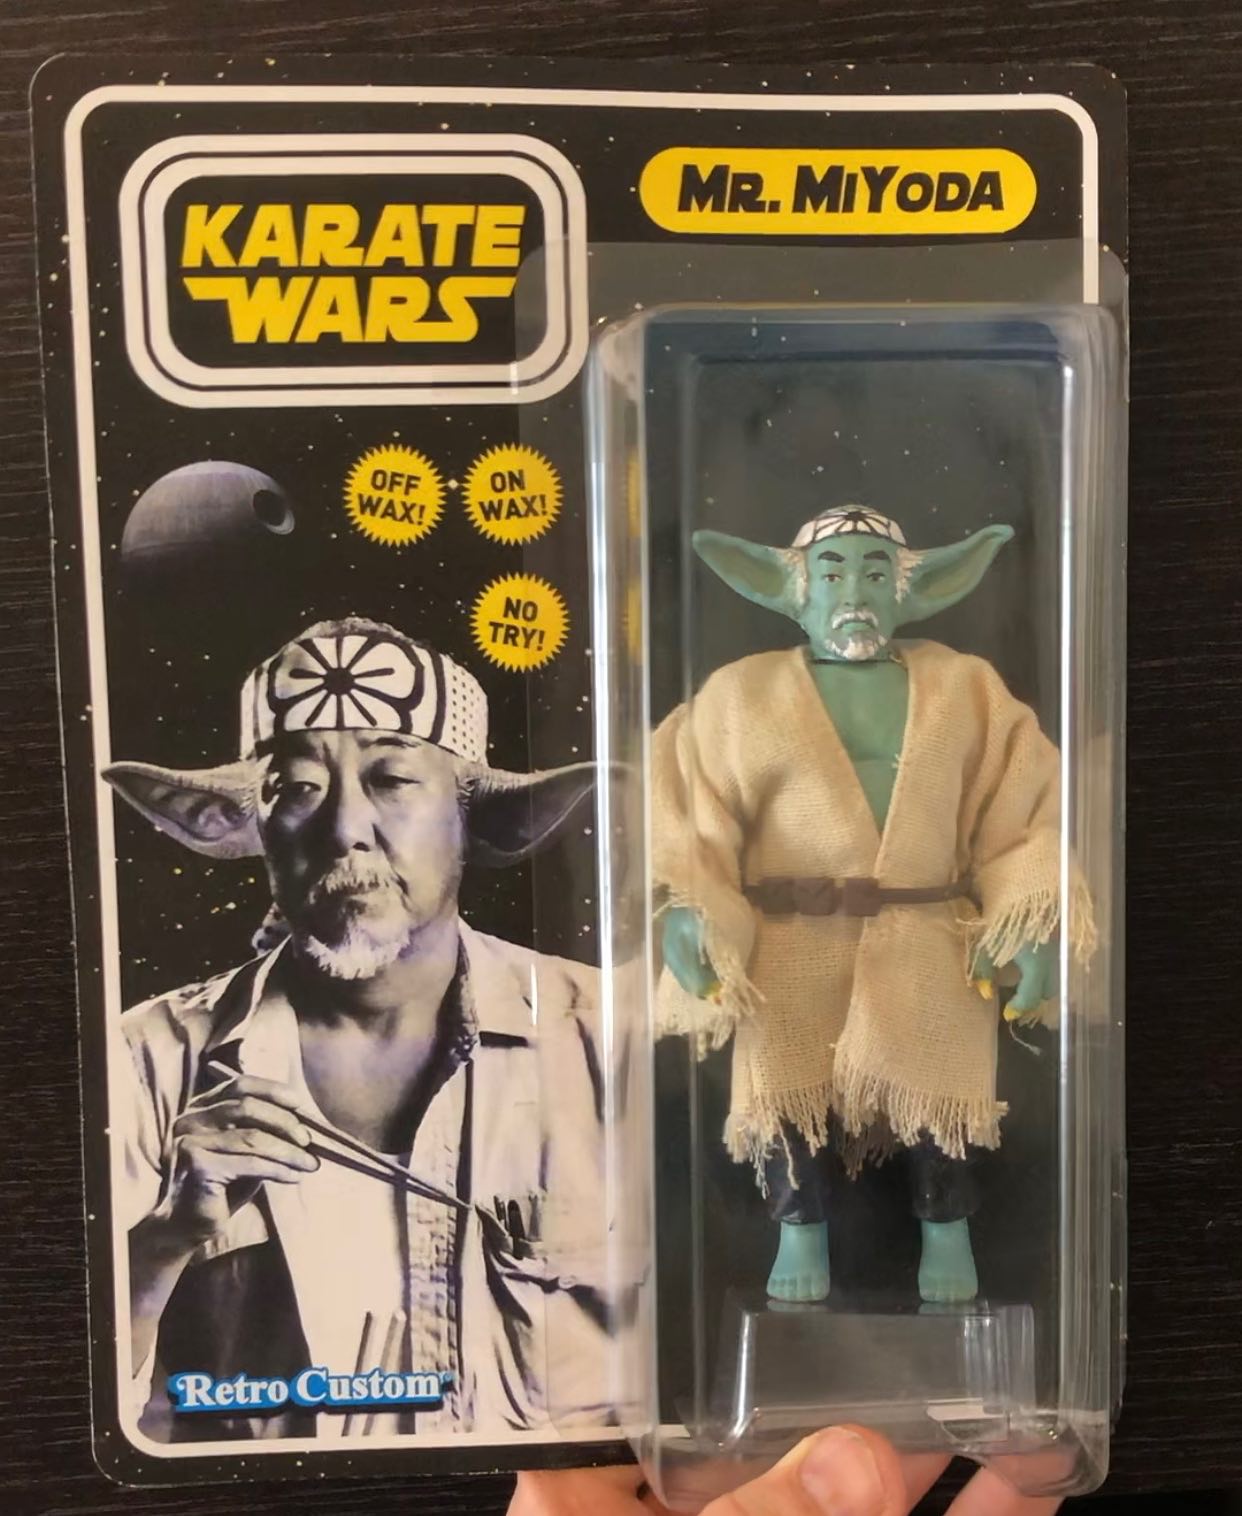 KARATE
WARS
MR. MIYODA
OFF
WAX!
ON
WAX!
NO
TRY!
Retro Custom